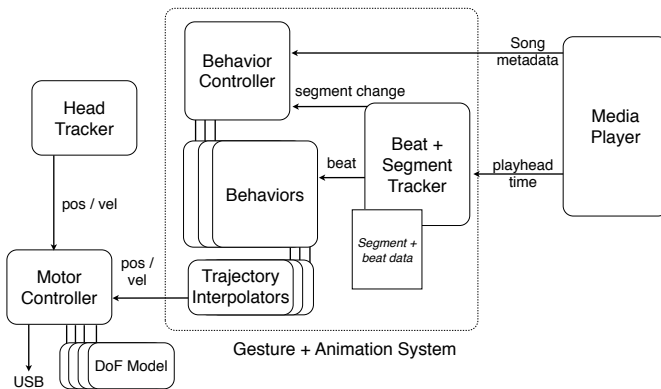 Behavior
Controller
Song
metadata
segment change
Head
Tracker
Media
Player
Beat +
Segment
Tracker
beat
playhead
time
Behaviors
pos / vel
Segment +
beat data
Motor
Controller
pos /
vel
Trajectory
Interpolators
Gesture + Animation System
DoF Model
USB